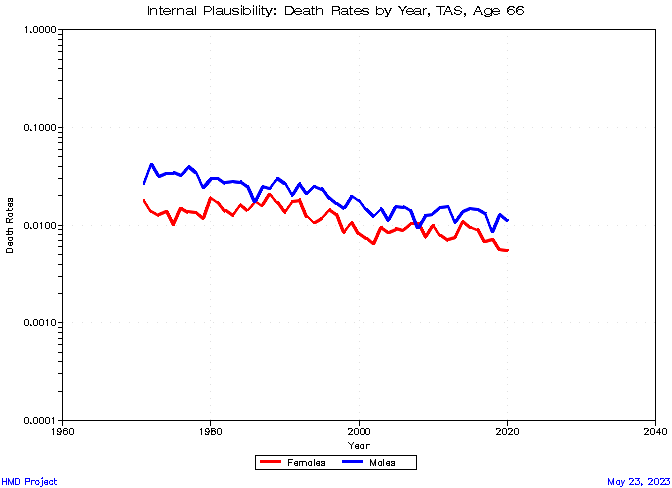 Internal Plausibility: Death Rates by Year, TAS, Age 66
1.0000
0.1000
0.0100
0.0010
0.0001
Death Rates
1960 1980 2000 2020 2040
Year
Females Males
HMD Project May 23, 2023